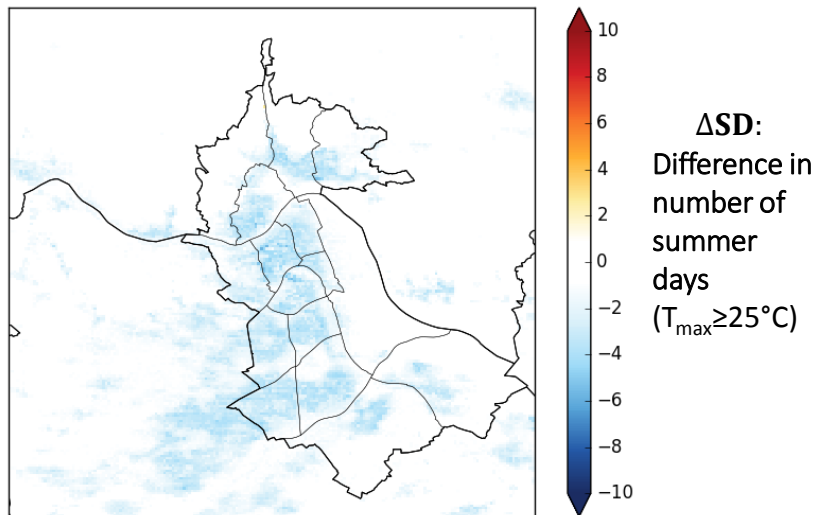 10
8
6
4
2
0
−2
−4
−6
−8
−10
ΔSD:
Difference in
number of
summer
days
(Tmax≥25°C)